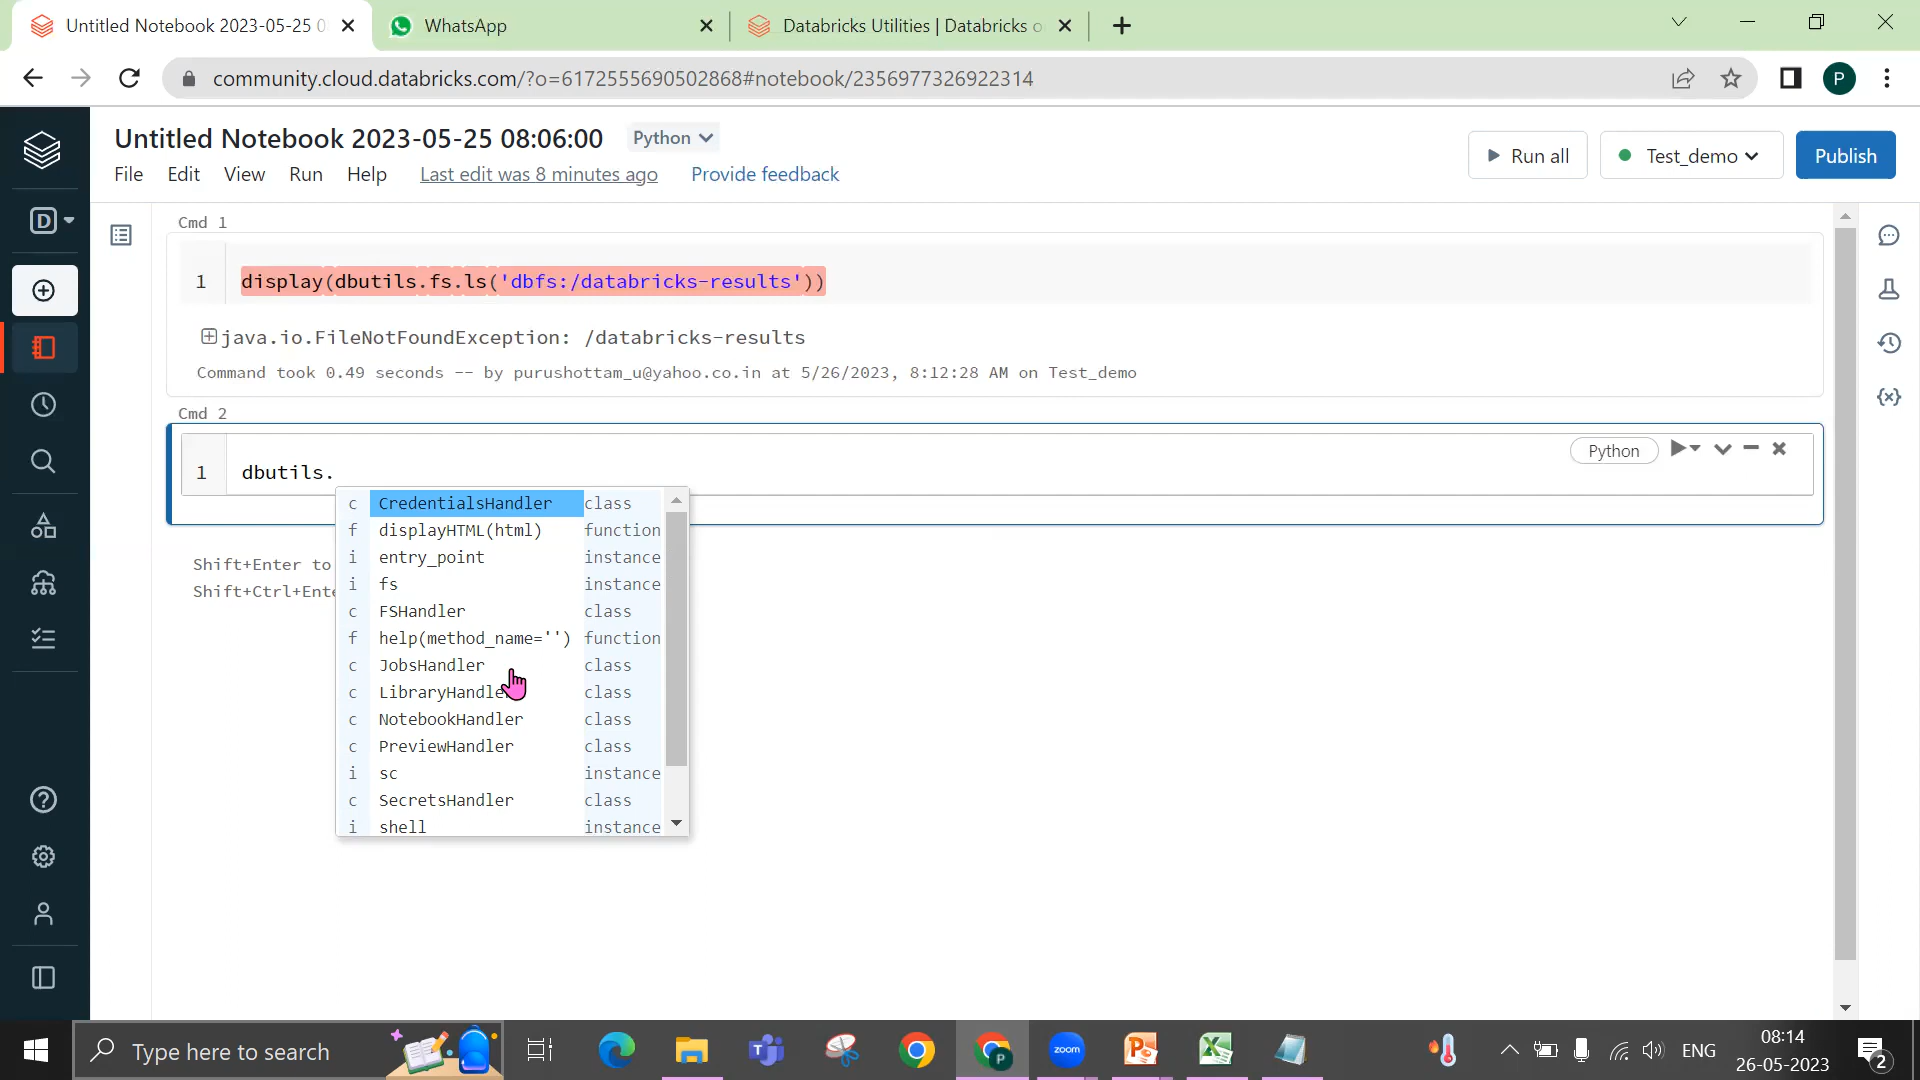 Untitled Notebook 2023-05-25 0
WhatsApp
Databricks Utilities | Databricks o
community.cloud.databricks.com/?o=6172555690502868#notebook/2356977326922314
P
Untitled Notebook 2023-05-25 08:06:00
Python
File Edit View Run Help Last edit was 8 minutes ago Provide feedback
Run all
Test_demo
Publish
D
Cmd 1
1 display(dbutils.fs.ls('dbfs:/databricks-results'))
java.io.FileNotFoundException: /databricks-results
Command took 0.49 seconds -- by purushottam_u@yahoo.co.in at 5/26/2023, 8:12:28 AM on Test_demo
Cmd 2
Python
1 dbutils.
c CredentialsHandler class
f displayHTML(html) function
i entry_point instance
Shift+Enter to
i fs instance
Shift+Ctrl+Ente
c FSHandler class
f help(method_name='') function
c JobsHandler class
c LibraryHandle class
c NotebookHandler class
c PreviewHandler class
i sc instance
c SecretsHandler class
i shell instance
Type here to search
P
zoom
ENG
08:14
26-05-2023
2